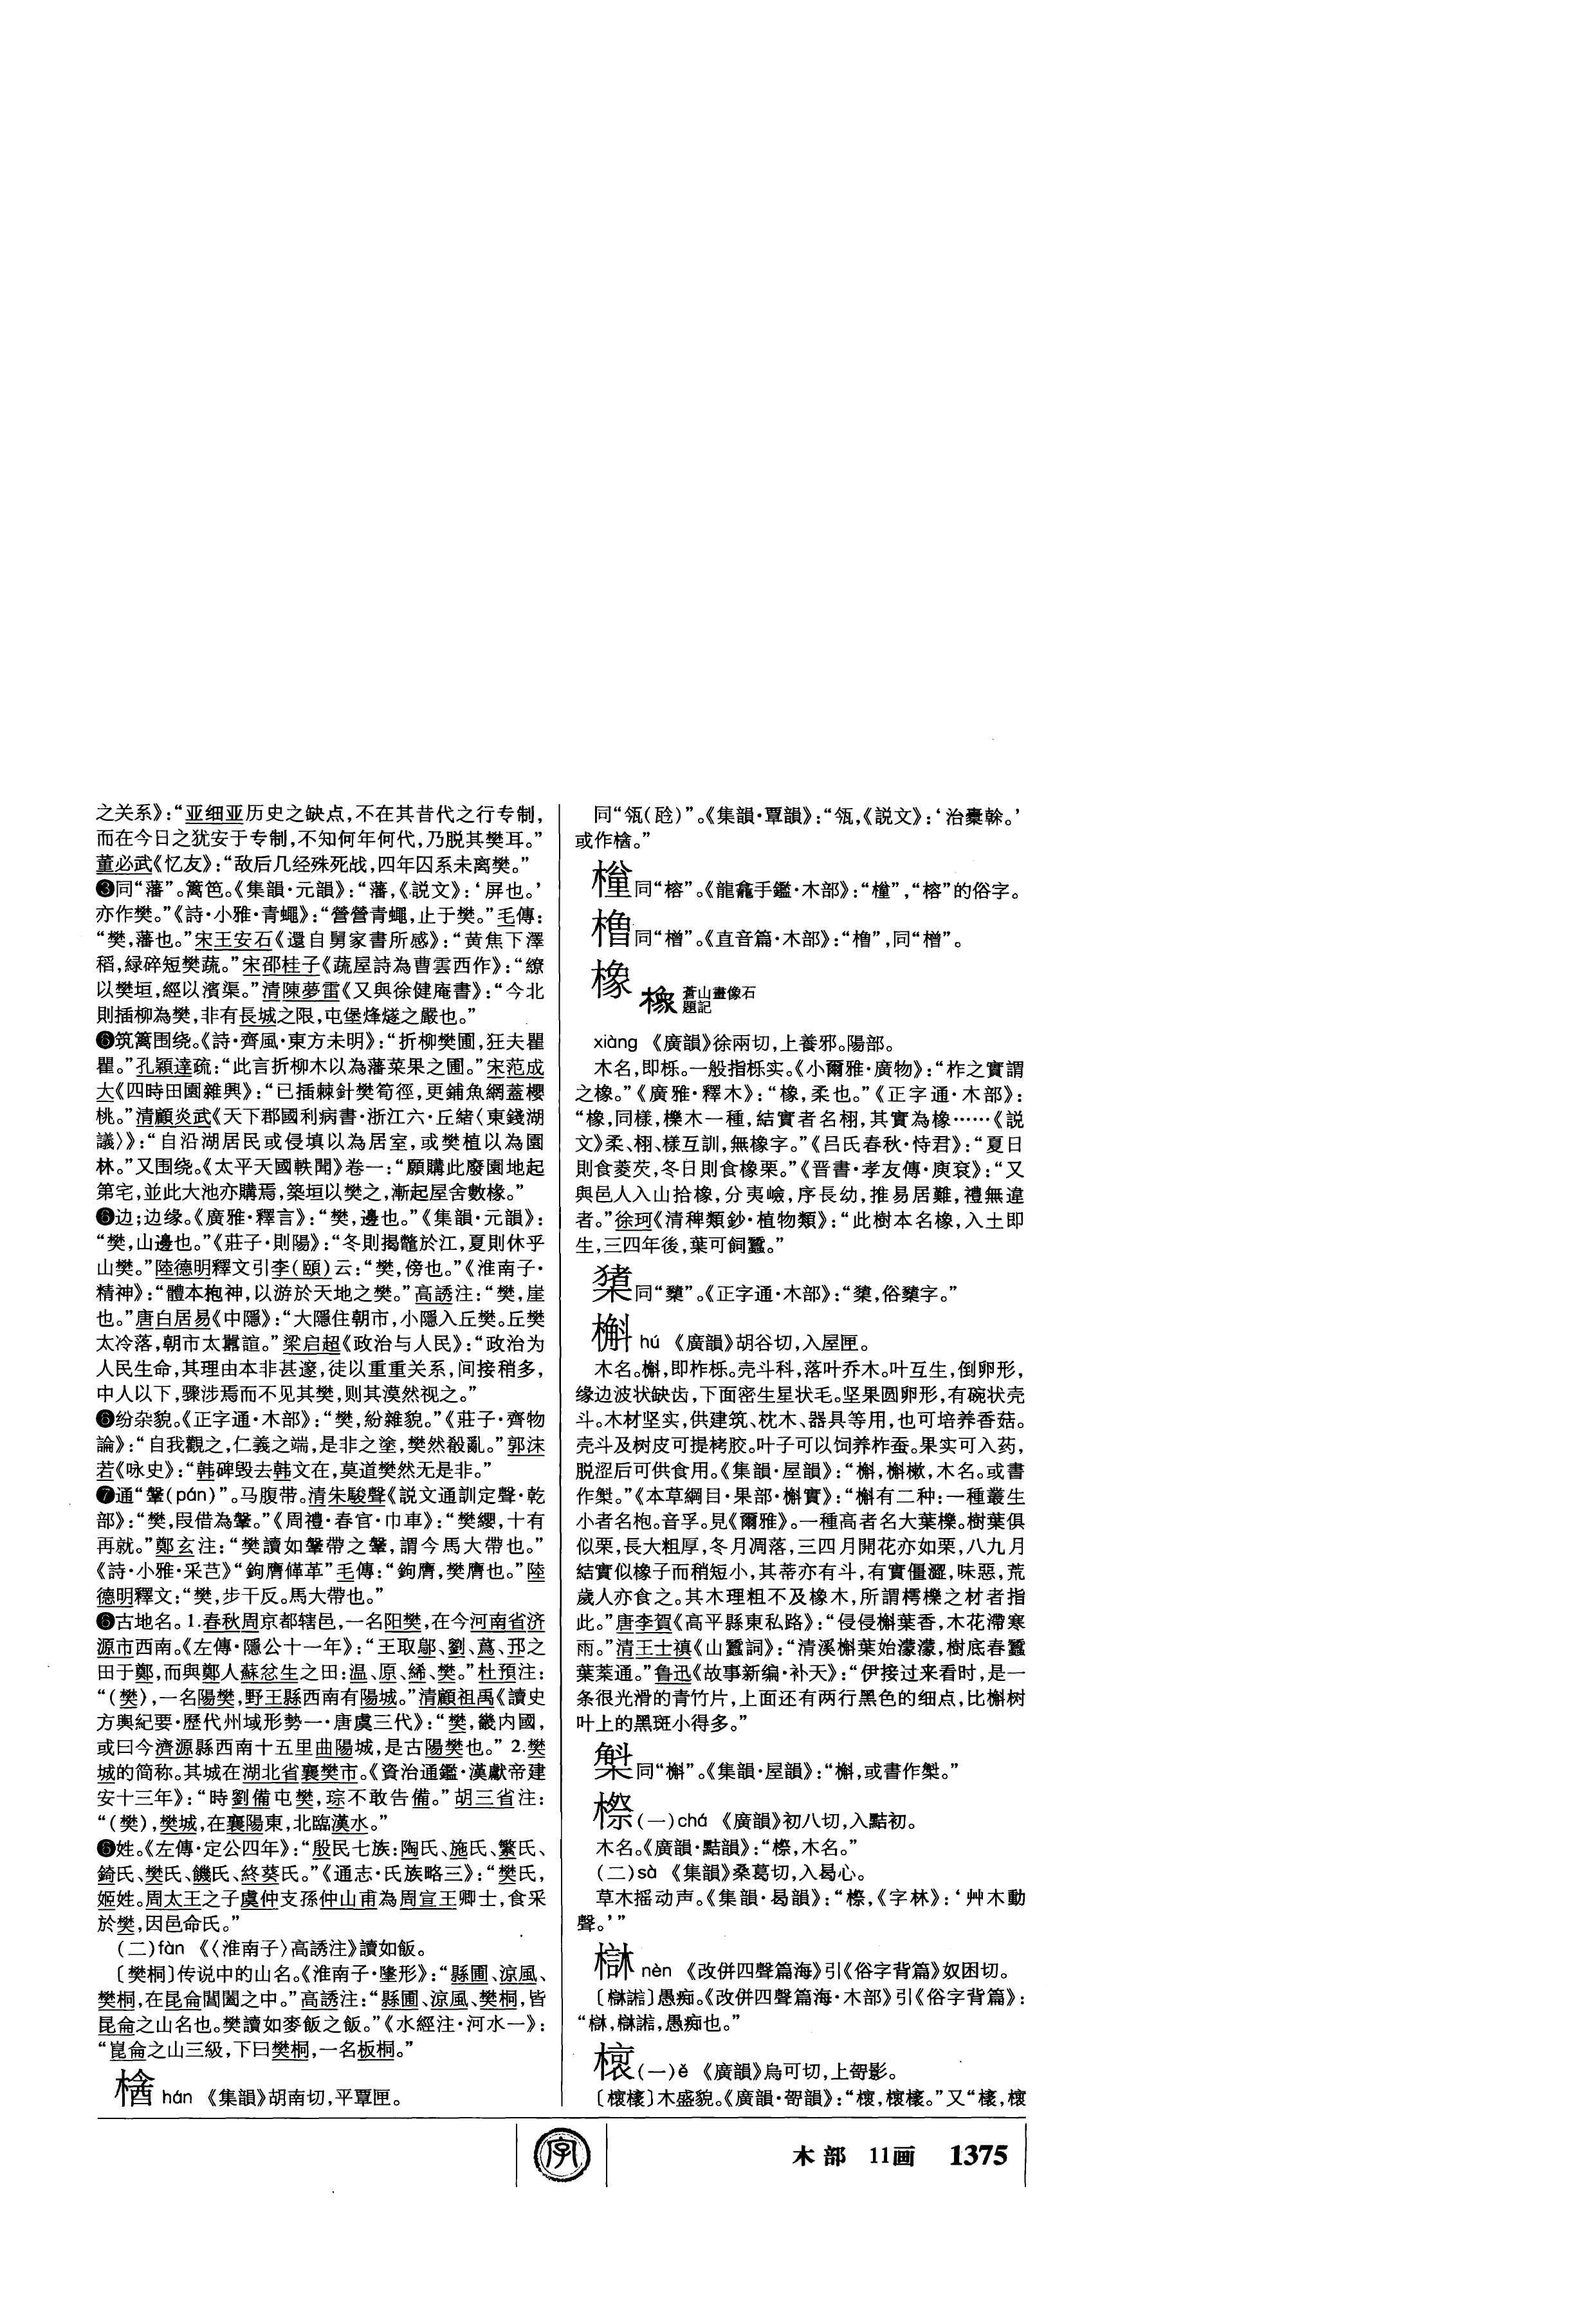 之关系》：“亚细亚历史之缺点，不在其昔代之行专制，
而在今日之犹安于专制，不知何年何代，乃脱其樊耳。”
董必武《忆友》：“敌后几经殊死战，四年囚系未离樊。”
❸同“藩”。篱笆。《集韻·元韻》：“藩，《説文》：‘屏也。’
亦作樊。”《詩·小雅·青蠅》：“營營青蠅，止于樊。”毛傳：
“樊，藩也。”宋王安石《還自舅家書所感》：“黄焦下澤
稻，緑碎短樊蔬。”宋邵桂子《蔬屋詩為曹雲西作》：“繚
以樊垣，經以濱渠。”清陳夢雷《又與徐健庵書》：“今北
則插柳為樊，非有長城之限，屯堡烽燧之嚴也。”
❻筑篱围绕。《詩·齊風·東方未明》：“折柳樊圃，狂夫瞿
瞿。”孔穎達疏：“此言折柳木以為藩菜果之圃。”宋范成
大《四時田園雜興》：“已插棘針樊筍徑，更鋪魚網蓋櫻
桃。”清顧炎武《天下郡國利病書·浙江六·丘緒〈東錢湖
議〉》：“自沿湖居民或侵填以為居室，或樊植以為園
林。”又围绕。《太平天國軼聞》卷一：“願購此廢園地起
第宅，並此大池亦購焉，築垣以樊之，漸起屋舍數椽。”
❻边；边缘。《廣雅·釋言》：“樊，邊也。”《集韻·元韻》：
“樊，山邊也。”《莊子·則陽》：“冬則擉鼈於江，夏則休乎
山樊。”陸德明釋文引李（頤）云：“樊，傍也。”《淮南子·
精神》：“體本抱神，以游於天地之樊。”高誘注：“樊，崖
也。”唐白居易《中隱》：“大隱住朝市，小隱入丘樊。丘樊
太冷落，朝市太囂諠。”梁启超《政治与人民》：“政治为
人民生命，其理由本非甚邃，徒以重重关系，间接稍多，
中人以下，骤涉焉而不见其樊，则其漠然视之。”
❻纷杂貌。《正字通·木部》：“樊，紛雜貌。”《莊子·齊物
論》：“自我觀之，仁義之端，是非之塗，樊然殽亂。”郭沫
若《咏史》：“韩碑毁去韩文在，莫道樊然无是非。”
❼通“鞶（pán）”。马腹带。清朱駿聲《説文通訓定聲·乾
部》：“樊，叚借為鞶。”《周禮·春官·巾車》：“樊纓，十有
再就。”鄭玄注：“樊讀如鞶帶之鞶，謂今馬大帶也。”
《詩·小雅·采芑》“鉤膺鞗革”毛傳：“鉤膺，樊膺也。”陸
德明釋文：“樊，步干反。馬大帶也。”
❻古地名。1.春秋周京都辖邑，一名阳樊，在今河南省济
源市西南。《左傳·隱公十一年》：“王取鄔、劉、蒍、邘之
田于鄭，而與鄭人蘇忿生之田：温、原、絺、樊。”杜預注：
“（樊），一名陽樊，野王縣西南有陽城。”清顧祖禹《讀史
方輿紀要·歷代州域形勢一·唐虞三代》：“樊，畿内國，
或曰今濟源縣西南十五里曲陽城，是古陽樊也。” 2.樊
城的简称。其城在湖北省襄樊市。《資治通鑑·漢獻帝建
安十三年》：“時劉備屯樊，琮不敢告備。”胡三省注：
“（樊），樊城，在襄陽東，北臨漢水。”
❻姓。《左傳·定公四年》：“殷民七族：陶氏、施氏、繁氏、
錡氏、樊氏、饑氏、終葵氏。”《通志·氏族略三》：“樊氏，
姬姓。周太王之子虞仲支孫仲山甫為周宣王卿士，食采
於樊，因邑命氏。”
（二）fàn 《〈淮南子〉高誘注》讀如飯。
〔樊桐〕传说中的山名。《淮南子·墬形》：“縣圃、涼風、
樊桐，在昆侖閶闔之中。”高誘注：“縣圃、涼風、樊桐，皆
昆侖之山名也。樊讀如麥飯之飯。”《水經注·河水一》：
“崑侖之山三級，下曰樊桐，一名板桐。”
hán 《集韻》胡南切，平覃匣。
同“㼨（䶃）”。《集韻·覃韻》：“㼨，《説文》：‘治橐榦。’
或作。”
同“榕”。《龍龕手鑑·木部》：“”，“榕”的俗字。
同“橧”。《直音篇·木部》：“”，同“橧”。
橡 橡 蒼山畫像石
題記
xiàng 《廣韻》徐兩切，上養邪。陽部。
木名，即栎。一般指栎实。《小爾雅·廣物》：“柞之實謂
之橡。”《廣雅·釋木》：“橡，柔也。”《正字通·木部》：
“橡，同樣，櫟木一種，結實者名栩，其實為橡……《説
文》柔、栩、樣互訓，無橡字。”《吕氏春秋·恃君》：“夏日
則食菱芡，冬日則食橡栗。”《晋書·孝友傳·庾袞》：“又
與邑人入山拾橡，分夷嶮，序長幼，推易居難，禮無違
者。”徐珂《清稗類鈔·植物類》：“此樹本名橡，入土即
生，三四年後，葉可飼蠶。”
同“橥”。《正字通·木部》：“，俗橥字。”
槲 hú 《廣韻》胡谷切，入屋匣。
木名。槲，即柞栎。壳斗科，落叶乔木。叶互生，倒卵形，
缘边波状缺齿，下面密生星状毛。坚果圆卵形，有碗状壳
斗。木材坚实，供建筑、枕木、器具等用，也可培养香菇。
壳斗及树皮可提栲胶。叶子可以饲养柞蚕。果实可入药，
脱涩后可供食用。《集韻·屋韻》：“槲，槲樕，木名。或書
作槼。”《本草綱目·果部·槲實》：“槲有二种：一種叢生
小者名枹。音孚。見《爾雅》。一種高者名大葉櫟。樹葉俱
似栗，長大粗厚，冬月凋落，三四月開花亦如栗，八九月
結實似橡子而稍短小，其蒂亦有斗，有實僵澀，味惡，荒
歲人亦食之。其木理粗不及橡木，所謂樗櫟之材者指
此。”唐李賀《高平縣東私路》：“侵侵槲葉香，木花滯寒
雨。”清王士禛《山蠶詞》：“清溪槲葉始濛濛，樹底春蠶
葉葉通。”鲁迅《故事新编·补天》：“伊接过来看时，是一
条很光滑的青竹片，上面还有两行黑色的细点，比槲树
叶上的黑斑小得多。”
同“槲”。《集韻·屋韻》：“槲，或書作。”
檫（一）chá 《廣韻》初八切，入黠初。
木名。《廣韻·黠韻》：“，木名。”
（二）sà 《集韻》桑葛切，入曷心。
草木摇动声。《集韻·曷韻》：“，《字林》：‘艸木動
聲。’”
nèn 《改併四聲篇海》引《俗字背篇》奴困切。
〔〕愚痴。《改併四聲篇海·木部》引《俗字背篇》：
“，愚痴也。”
（一）ě 《廣韻》烏可切，上哿影。
〔〕木盛貌。《廣韻·哿韻》：“。”又“
木部 11画 1375
字